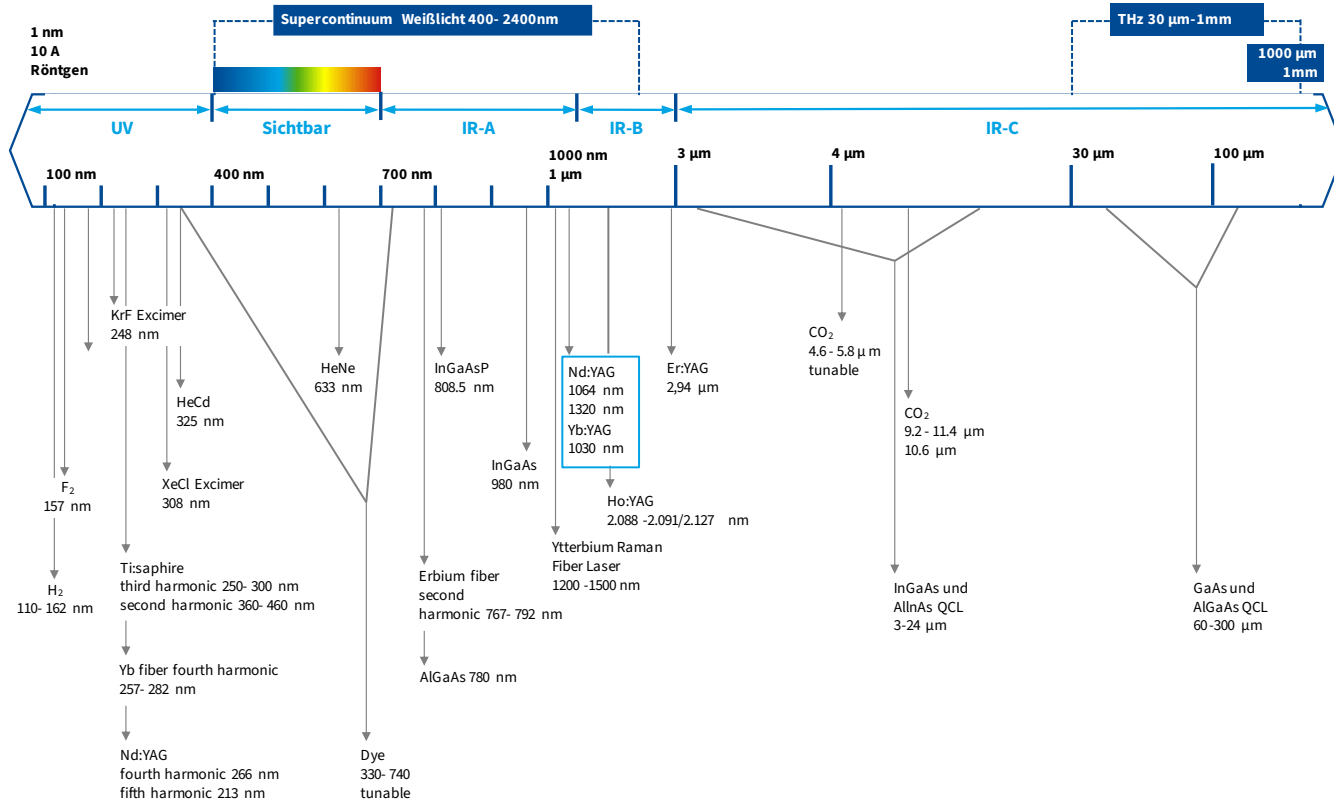 Supercontinuum Weißlicht 400- 2400nm
THz 30 µm-1mm
1 nm
10 A
Röntgen
1000 µm
1mm
UV
Sichtbar
IR-A
IR-B
IR-C
100 nm
400 nm
700 nm
1000 nm
1 µm
3 µm
4 µm
30 µm
100 µm
KrF Excimer
248 nm
HeCd
325 nm
XeCl Excimer
308 nm
F₂
157 nm
H₂
110- 162 nm
Ti:saphire
third harmonic 250- 300 nm
second harmonic 360- 460 nm
Yb fiber fourth harmonic
257- 282 nm
Nd:YAG
fourth harmonic 266 nm
fifth harmonic 213 nm
HeNe
633 nm
Dye
330- 740
tunable
InGaAsP
808.5 nm
Erbium fiber
second
harmonic 767- 792 nm
AlGaAs 780 nm
InGaAs
980 nm
Nd:YAG
1064 nm
1320 nm
Yb:YAG
1030 nm
Ho:YAG
2.088 -2.091/2.127 nm
Ytterbium Raman
Fiber Laser
1200 -1500 nm
Er:YAG
2,94 µm
CO₂
4.6 - 5.8 µ m
tunable
CO₂
9.2 - 11.4 µm
10.6 µm
InGaAs und
AllnAs QCL
3-24 µm
GaAs und
AlGaAs QCL
60-300 µm